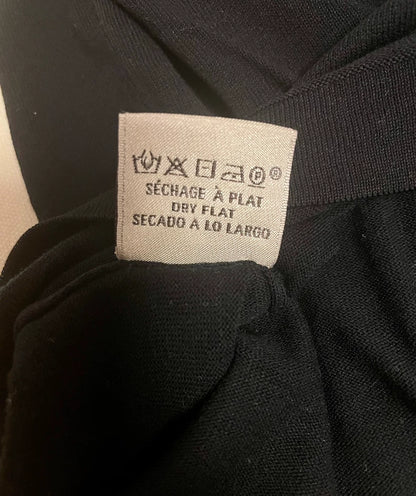 P ®
SÉCHAGE À PLAT
DRY FLAT
SECADO A LO LARGO